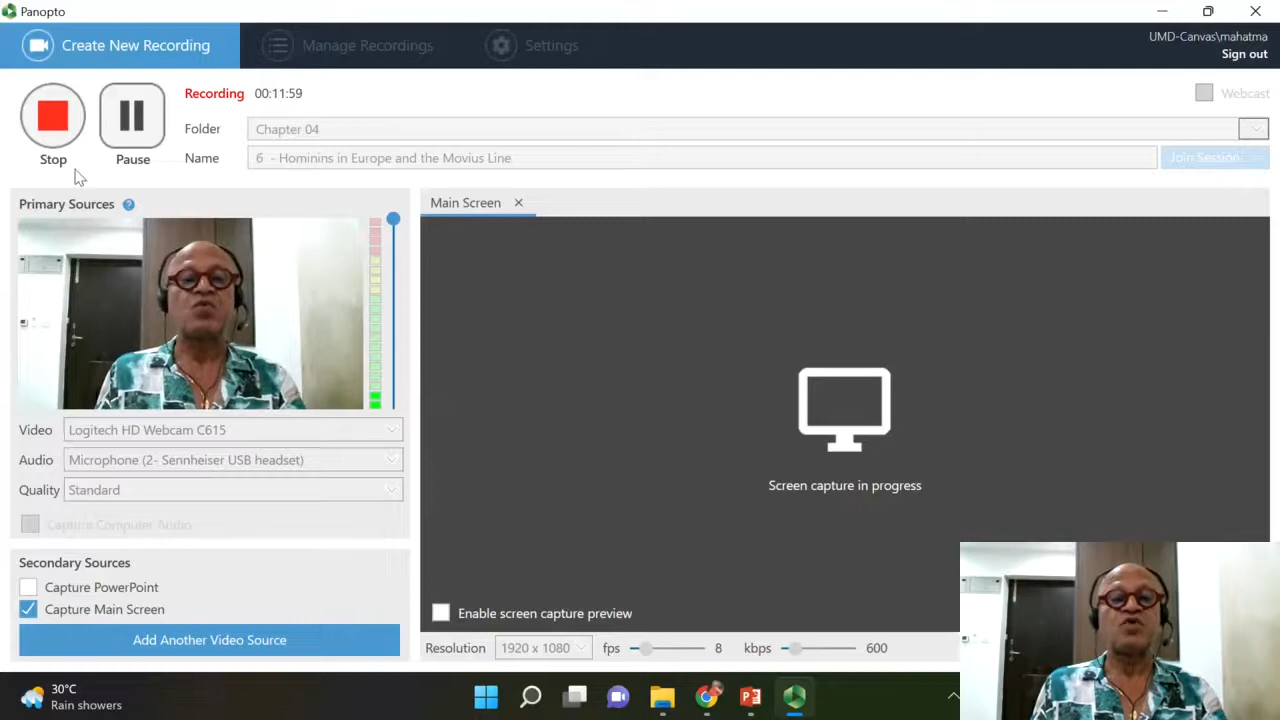 Panopto
Create New Recording
Manage Recordings
Settings
UMD-Canvas\mahatma
Sign out
Recording 00:11:59
Webcast
Folder Chapter 04
Stop Pause Name 6 - Hominins in Europe and the Movius Line Join Session
Primary Sources ?
Main Screen
Video Logitech HD Webcam C615
Audio Microphone (2- Sennheiser USB headset)
Quality Standard
Capture Computer Audio
Screen capture in progress
Secondary Sources
Capture PowerPoint
Capture Main Screen
Add Another Video Source
Enable screen capture preview
Resolution 1920 x 1080 fps 8 kbps 600
30°C
Rain showers